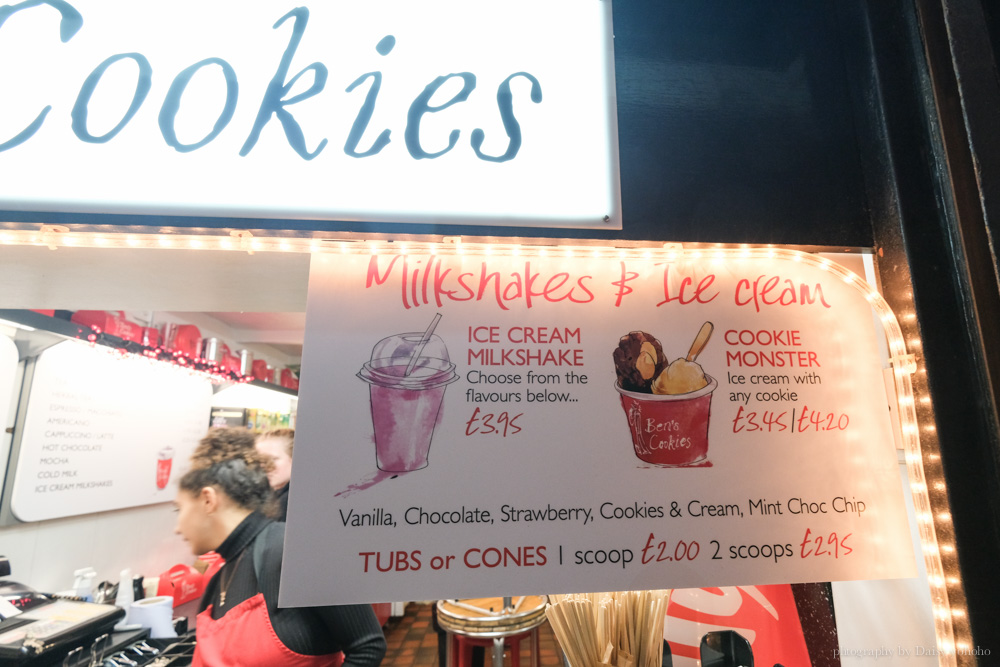 Cookies
Milkshakes & Ice cream
ICE CREAM
MILKSHAKE
Choose from the
flavours below...
£3.95
COOKIE
MONSTER
Ice cream with
any cookie
£3.45|£4.20
Ben's
Cookies
Vanilla, Chocolate, Strawberry, Cookies & Cream, Mint Choc Chip
TUBS or CONES 1 scoop £2.00 2 scoops £2.95
AMERICANO
CAPPUCCINO / LATTE
HOT CHOCOLATE
MOCHA
COLD MILK
ICE CREAM MILKSHAKES